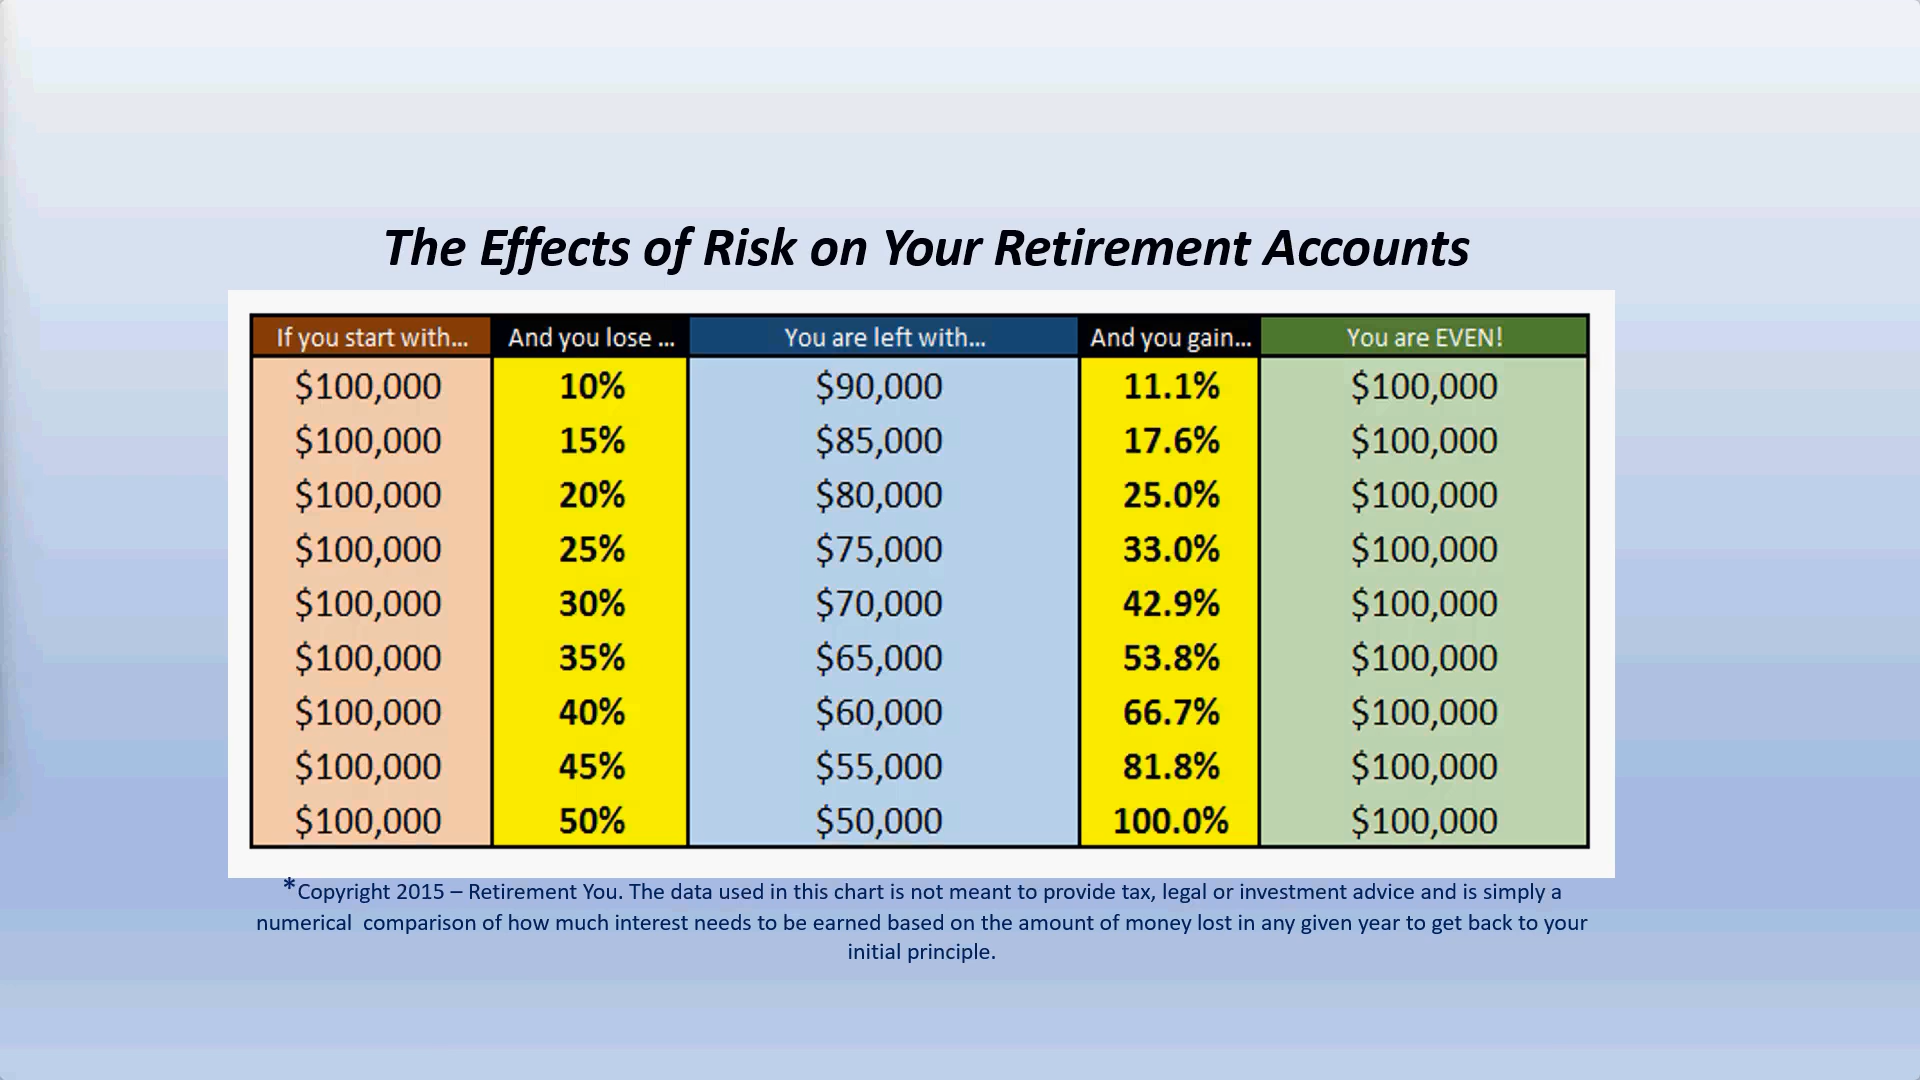 The Effects of Risk on Your Retirement Accounts
If you start with... And you lose ... You are left with... And you gain... You are EVEN!
$100,000 10% $90,000 11.1% $100,000
$100,000 15% $85,000 17.6% $100,000
$100,000 20% $80,000 25.0% $100,000
$100,000 25% $75,000 33.0% $100,000
$100,000 30% $70,000 42.9% $100,000
$100,000 35% $65,000 53.8% $100,000
$100,000 40% $60,000 66.7% $100,000
$100,000 45% $55,000 81.8% $100,000
$100,000 50% $50,000 100.0% $100,000
*Copyright 2015 – Retirement You. The data used in this chart is not meant to provide tax, legal or investment advice and is simply a
numerical  comparison of how much interest needs to be earned based on the amount of money lost in any given year to get back to your
initial principle.